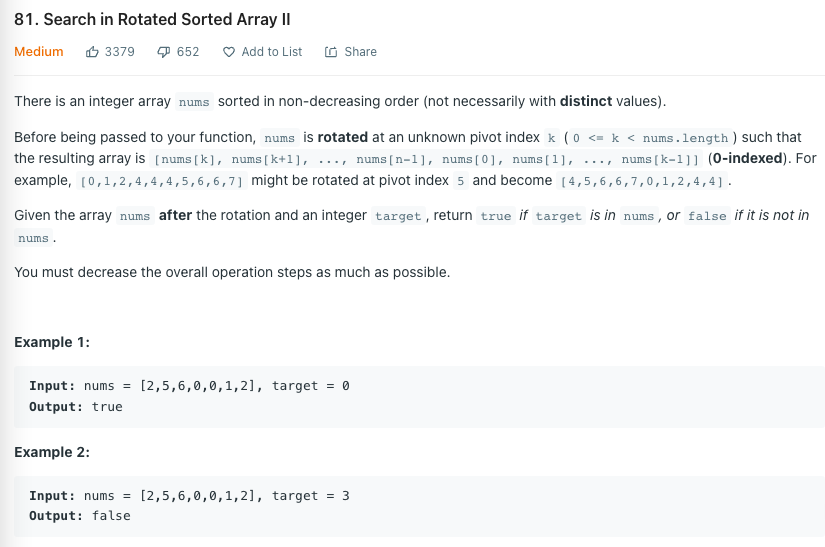 81. Search in Rotated Sorted Array II
Medium 3379 652 Add to List Share
There is an integer array nums sorted in non-decreasing order (not necessarily with distinct values).
Before being passed to your function, nums is rotated at an unknown pivot index k (0 <= k < nums.length) such that
the resulting array is [nums[k], nums[k+1], ..., nums[n-1], nums[0], nums[1], ..., nums[k-1]] (0-indexed). For
example, [0,1,2,4,4,4,5,6,6,7] might be rotated at pivot index 5 and become [4,5,6,6,7,0,1,2,4,4].
Given the array nums after the rotation and an integer target, return true if target is in nums, or false if it is not in
nums.
You must decrease the overall operation steps as much as possible.
Example 1:
Input: nums = [2,5,6,0,0,1,2], target = 0
Output: true
Example 2:
Input: nums = [2,5,6,0,0,1,2], target = 3
Output: false